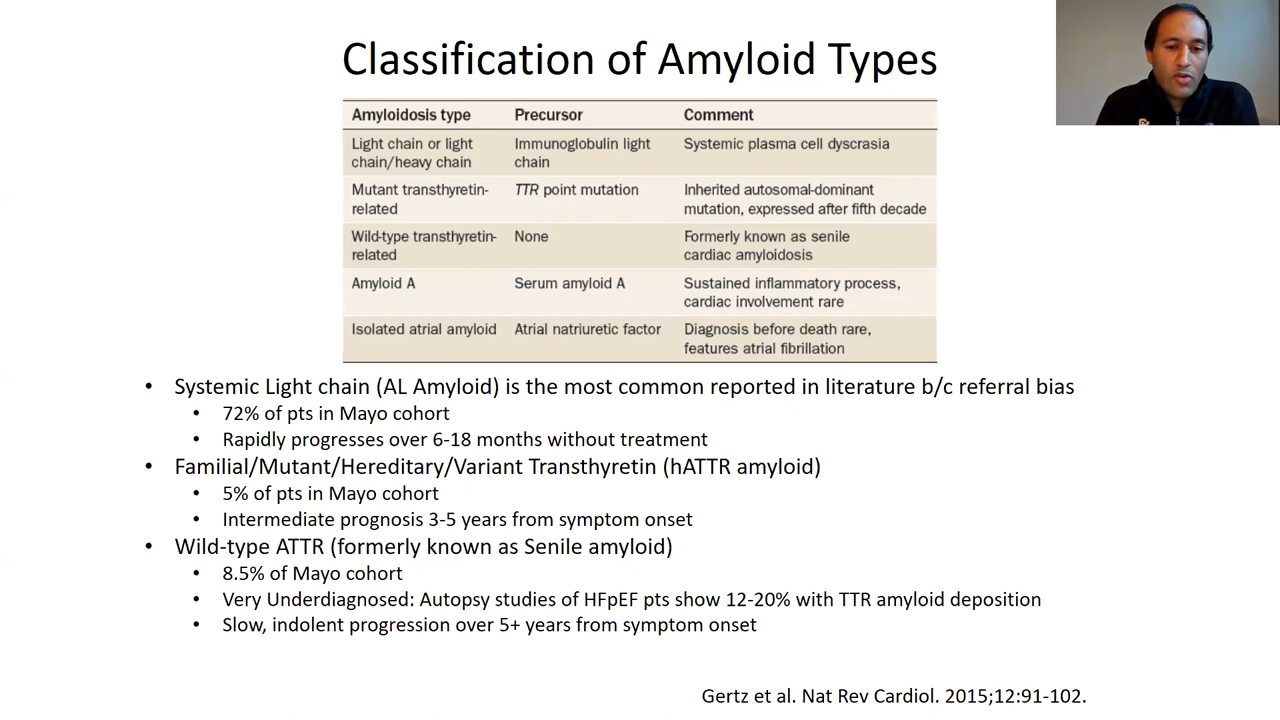 Classification of Amyloid Types
Amyloidosis type Precursor Comment
Light chain or light chain/heavy chain Immunoglobulin light chain Systemic plasma cell dyscrasia
Mutant transthyretin-related TTR point mutation Inherited autosomal-dominant mutation, expressed after fifth decade
Wild-type transthyretin-related None Formerly known as senile cardiac amyloidosis
Amyloid A Serum amyloid A Sustained inflammatory process, cardiac involvement rare
Isolated atrial amyloid Atrial natriuretic factor Diagnosis before death rare, features atrial fibrillation
• Systemic Light chain (AL Amyloid) is the most common reported in literature b/c referral bias
• 72% of pts in Mayo cohort
• Rapidly progresses over 6-18 months without treatment
• Familial/Mutant/Hereditary/Variant Transthyretin (hATTR amyloid)
• 5% of pts in Mayo cohort
• Intermediate prognosis 3-5 years from symptom onset
• Wild-type ATTR (formerly known as Senile amyloid)
• 8.5% of Mayo cohort
• Very Underdiagnosed: Autopsy studies of HFpEF pts show 12-20% with TTR amyloid deposition
• Slow, indolent progression over 5+ years from symptom onset
Gertz et al. Nat Rev Cardiol. 2015;12:91-102.